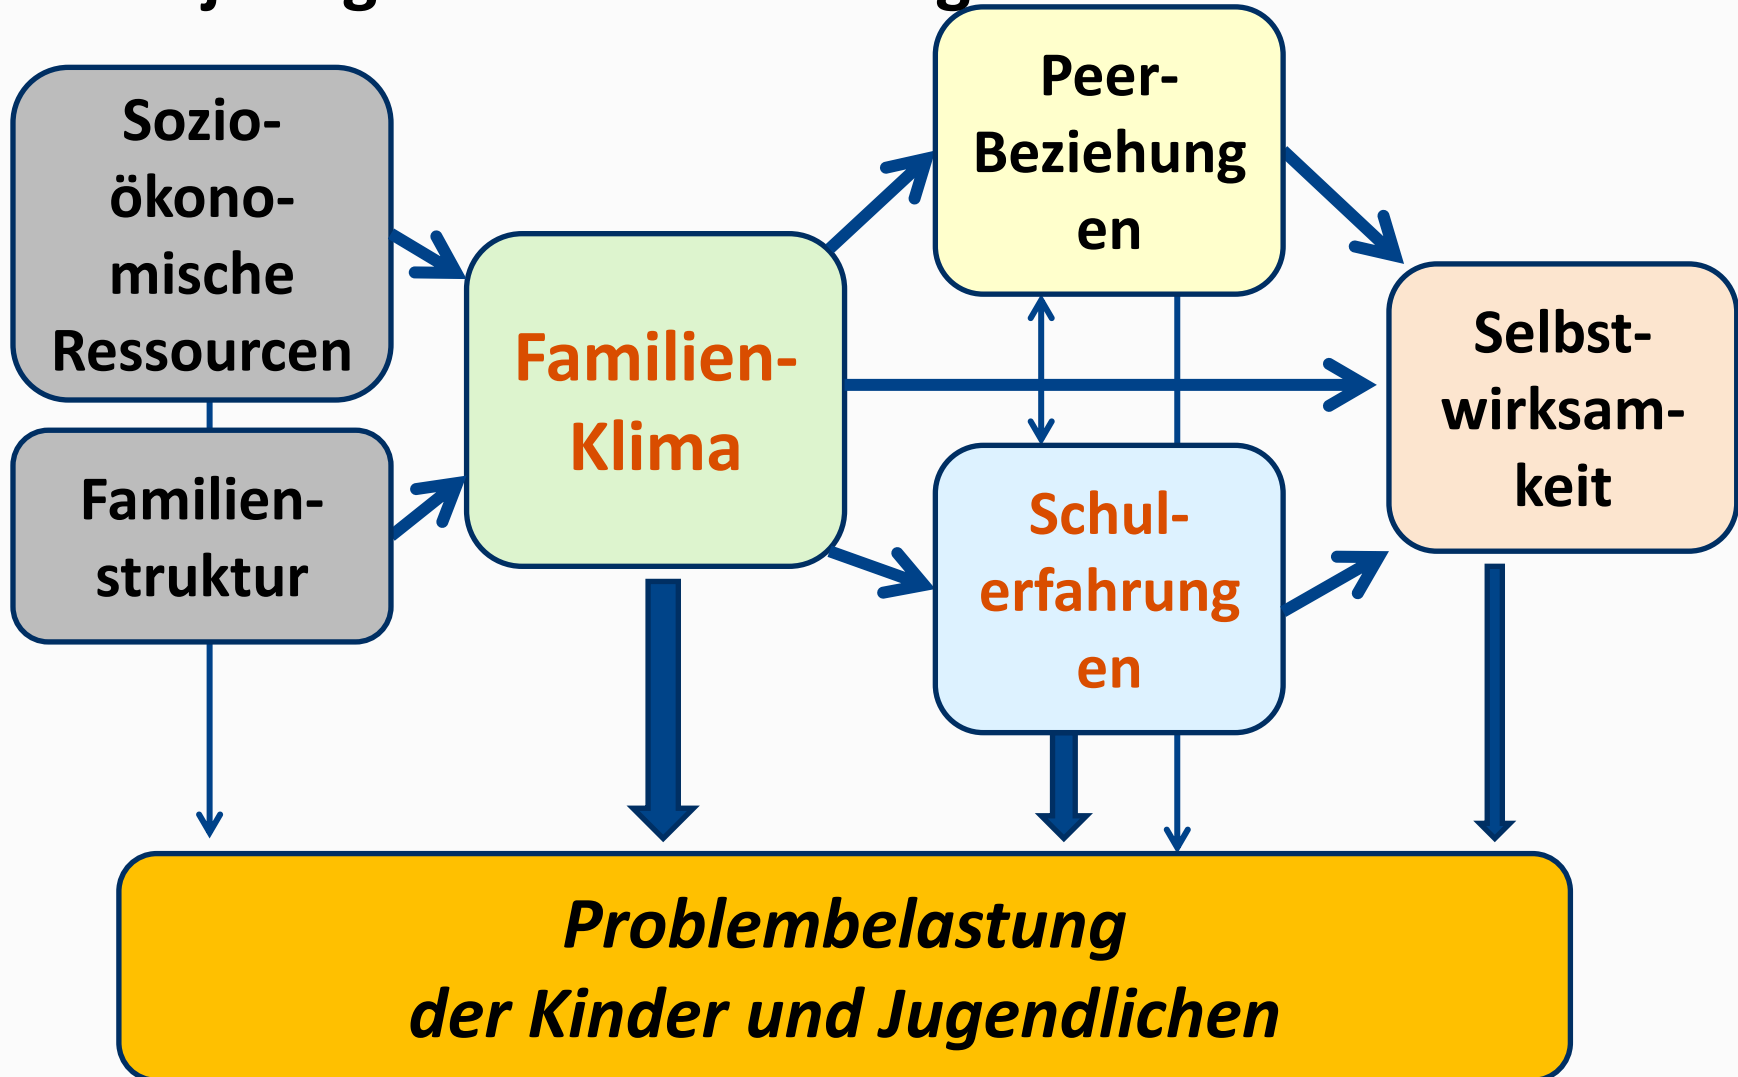 Sozio-
ökono-
mische
Ressourcen
Familien-
struktur
Familien-
Klima
Peer-
Beziehung
en
Schul-
erfahrung
en
Selbst-
wirksam-
keit
Problembelastung
der Kinder und Jugendlichen